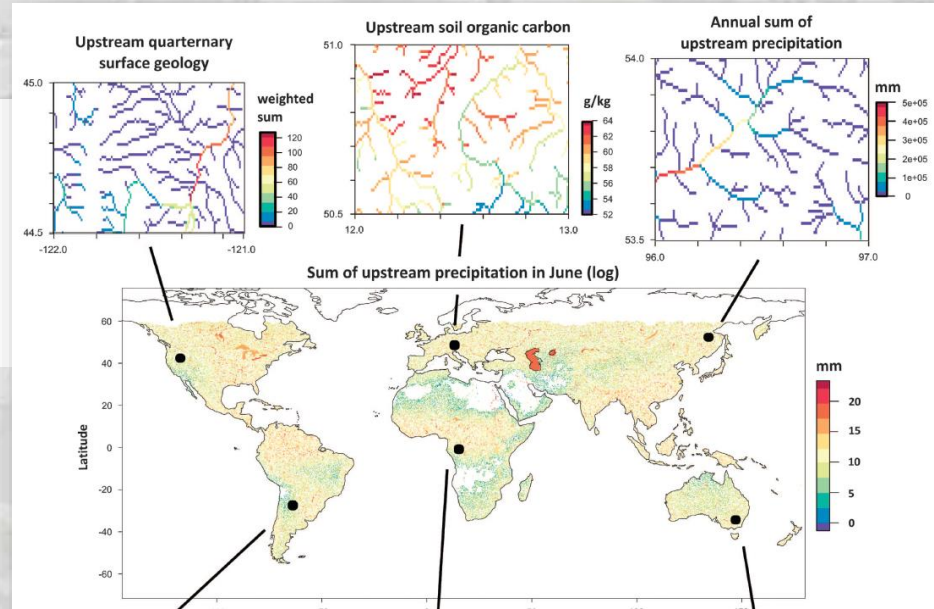 Upstream quarternary
surface geology
45.0
44.5
-122.0
-121.0
weighted
sum
120
100
80
60
40
20
0
Upstream soil organic carbon
51.0
50.5
12.0
13.0
g/kg
64
62
60
58
56
54
52
Annual sum of
upstream precipitation
54.0
53.5
96.0
97.0
mm
5e+05
4e+05
3e+05
2e+05
1e+05
0
Sum of upstream precipitation in June (log)
Latitude
60
40
20
0
-20
-40
-60
mm
20
15
10
5
0